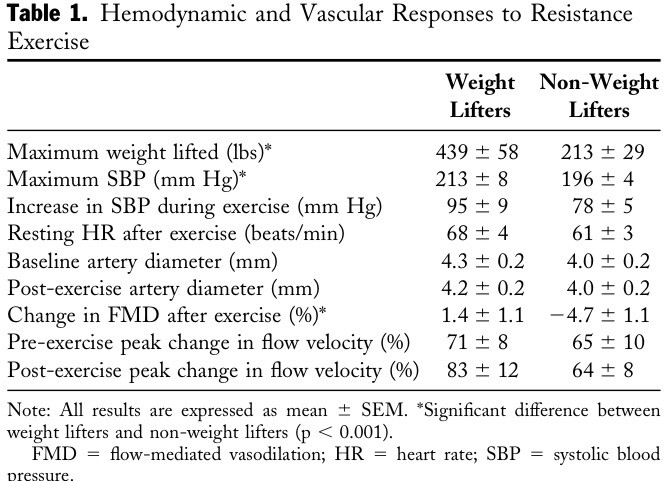 Table 1. Hemodynamic and Vascular Responses to Resistance
Exercise
Weight Non-Weight
Lifters Lifters
Maximum weight lifted (lbs)* 439 ± 58 213 ± 29
Maximum SBP (mm Hg)* 213 ± 8 196 ± 4
Increase in SBP during exercise (mm Hg) 95 ± 9 78 ± 5
Resting HR after exercise (beats/min) 68 ± 4 61 ± 3
Baseline artery diameter (mm) 4.3 ± 0.2 4.0 ± 0.2
Post-exercise artery diameter (mm) 4.2 ± 0.2 4.0 ± 0.2
Change in FMD after exercise (%)* 1.4 ± 1.1 −4.7 ± 1.1
Pre-exercise peak change in flow velocity (%) 71 ± 8 65 ± 10
Post-exercise peak change in flow velocity (%) 83 ± 12 64 ± 8
Note: All results are expressed as mean ± SEM. *Significant difference between
weight lifters and non-weight lifters (p < 0.001).
FMD = flow-mediated vasodilation; HR = heart rate; SBP = systolic blood
pressure.